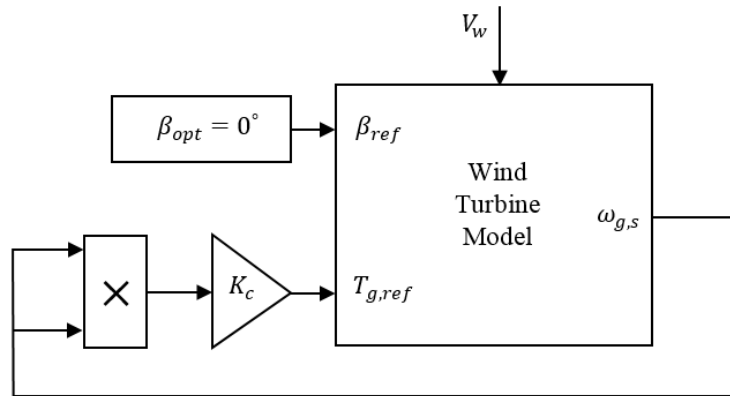 V_w
β_opt = 0°
β_ref
Wind
Turbine
Model
ω_g,s
×
K_c
T_g,ref